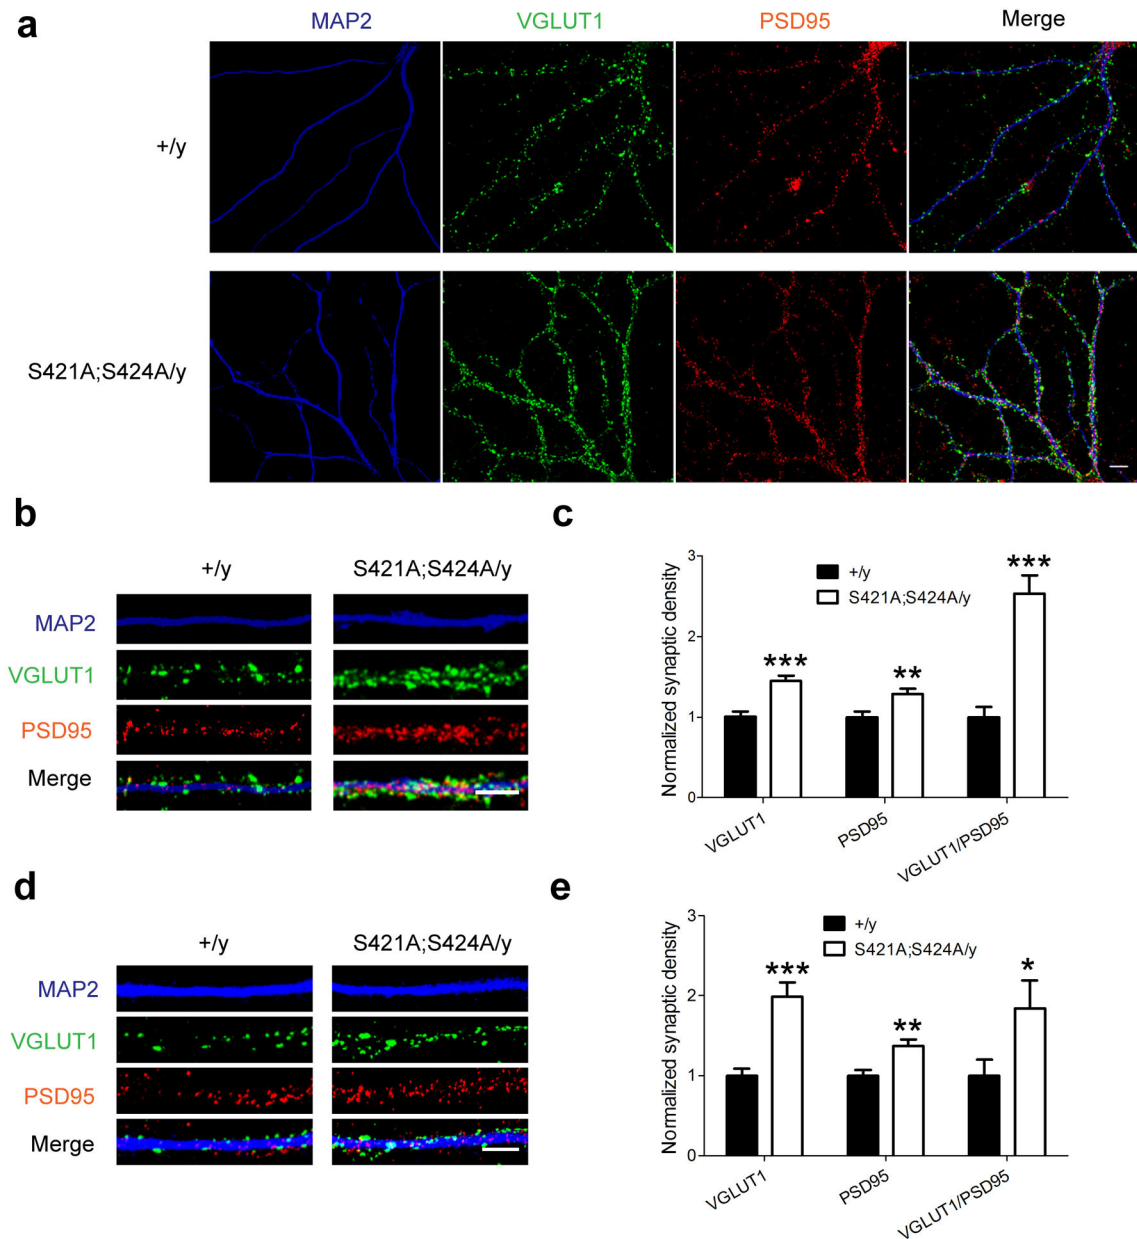 a
MAP2 VGLUT1 PSD95 Merge
+/y
S421A;S424A/y
b
+/y S421A;S424A/y
MAP2
VGLUT1
PSD95
Merge
c
Normalized synaptic density
3
2
1
0
+/y
S421A;S424A/y
***
**
***
VGLUT1 PSD95 VGLUT1/PSD95
d
+/y S421A;S424A/y
MAP2
VGLUT1
PSD95
Merge
e
Normalized synaptic density
3
2
1
0
+/y
S421A;S424A/y
***
**
*
VGLUT1 PSD95 VGLUT1/PSD95